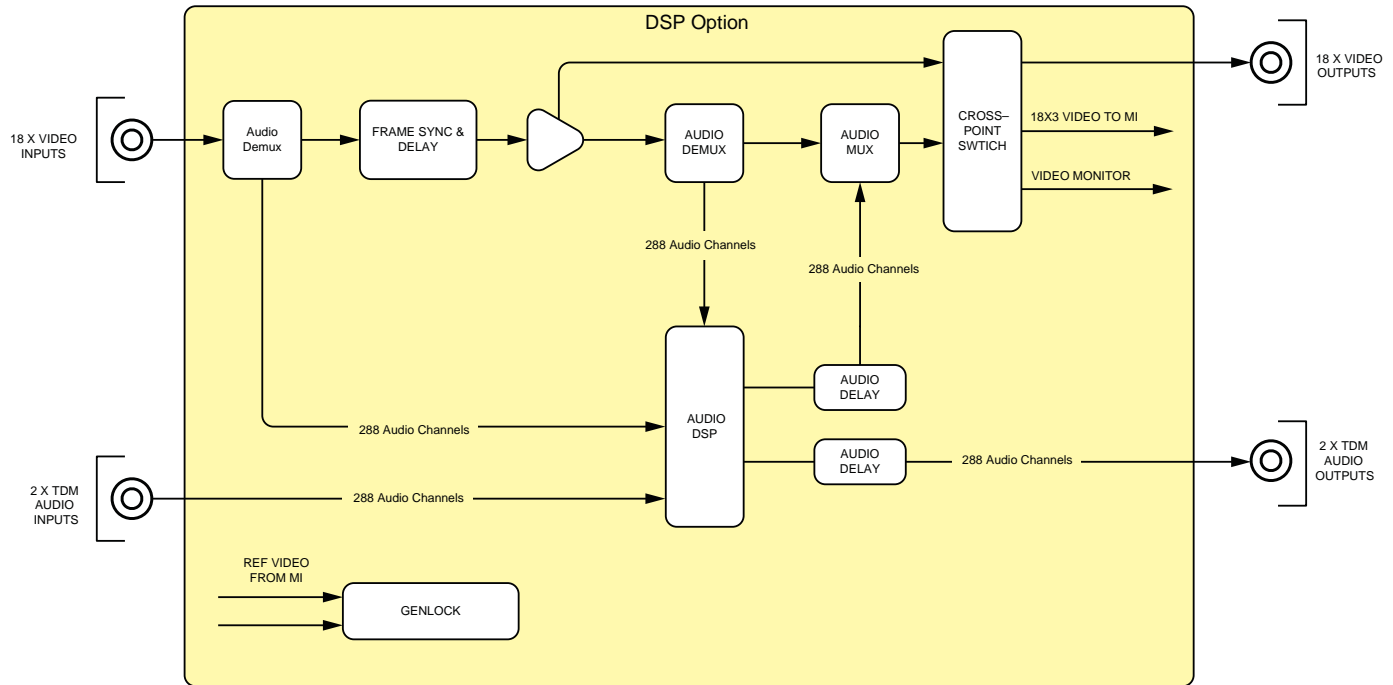 DSP Option
18 X VIDEO
INPUTS
Audio
Demux
FRAME SYNC &
DELAY
AUDIO
DEMUX
AUDIO
MUX
CROSS–
POINT
SWTICH
18 X VIDEO
OUTPUTS
18X3 VIDEO TO MI
VIDEO MONITOR
288 Audio Channels
288 Audio Channels
AUDIO
DELAY
AUDIO
DSP
288 Audio Channels
AUDIO
DELAY
288 Audio Channels
2 X TDM
AUDIO
OUTPUTS
2 X TDM
AUDIO
INPUTS
288 Audio Channels
REF VIDEO
FROM MI
GENLOCK